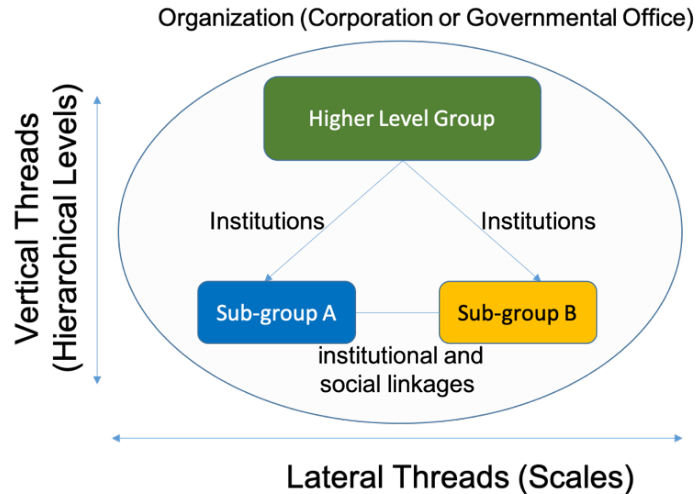 Organization (Corporation or Governmental Office)
Higher Level Group
Vertical Threads
(Hierarchical Levels)
Institutions
Institutions
Sub-group A
Sub-group B
institutional and
social linkages
Lateral Threads (Scales)